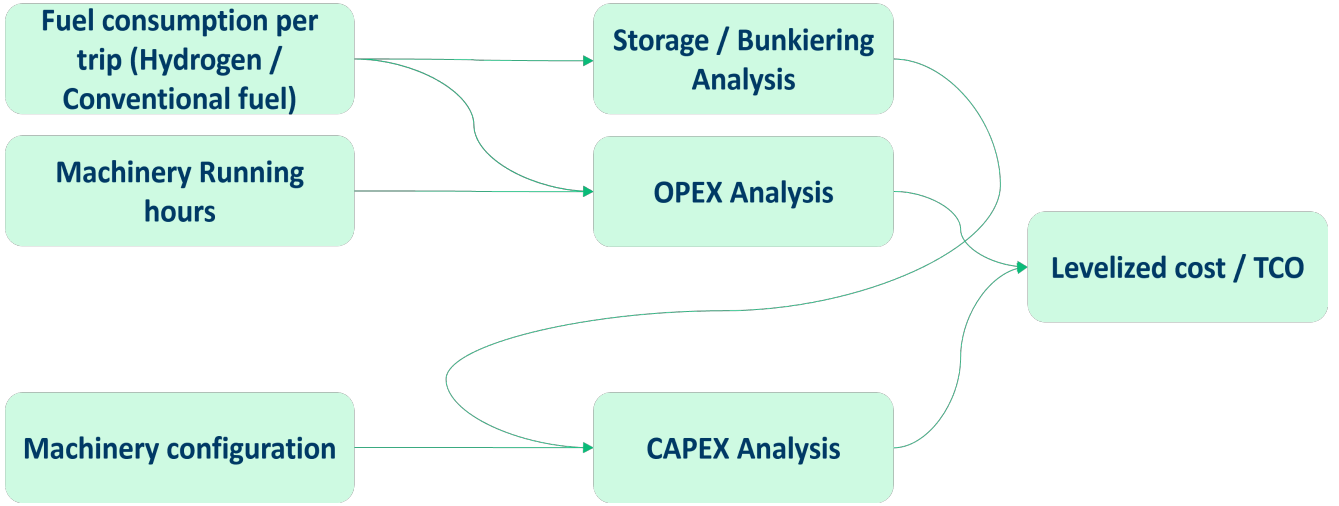 Fuel consumption per
trip (Hydrogen /
Conventional fuel)
Storage / Bunkiering
Analysis
Machinery Running
hours
OPEX Analysis
Levelized cost / TCO
Machinery configuration
CAPEX Analysis